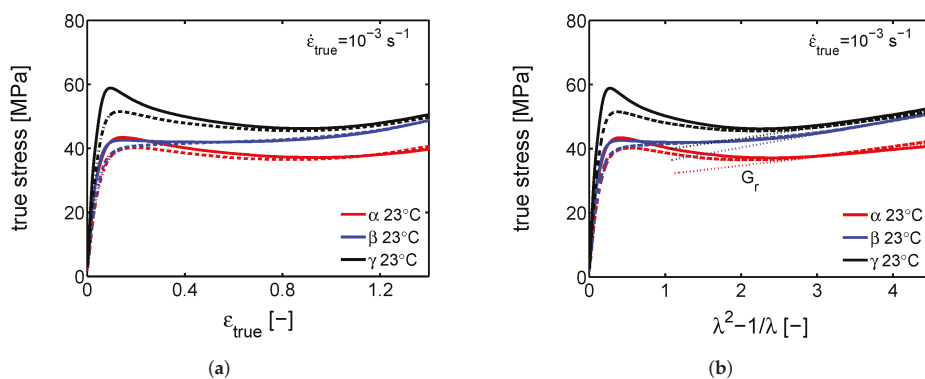 ε̇true=10−3 s−1
true stress [MPa]
80
60
40
20
0
α 23°C
β 23°C
γ 23°C
0 0.4 0.8 1.2
εtrue [−]
(a)
ε̇true=10−3 s−1
true stress [MPa]
80
60
40
20
0
Gr
α 23°C
β 23°C
γ 23°C
0 1 2 3 4
λ2−1/λ [−]
(b)